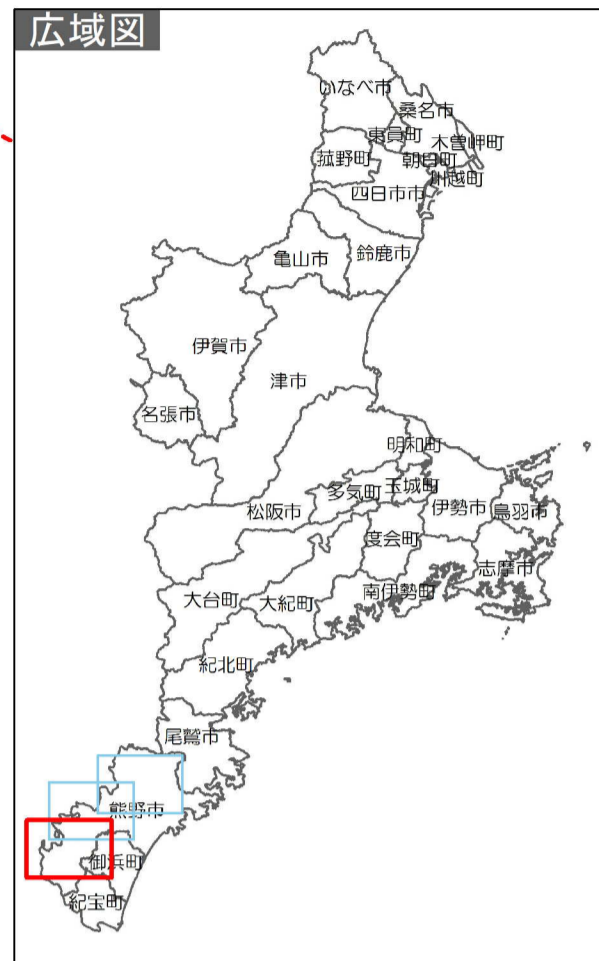 広域図
いなべ市
桑名市
東員町
木曽岬町
菰野町
朝日町
川越町
四日市市
亀山市
鈴鹿市
伊賀市
津市
名張市
明和町
多気町
玉城町
松阪市
伊勢市
鳥羽市
度会町
志摩市
大台町
大紀町
南伊勢町
紀北町
尾鷲市
熊野市
御浜町
紀宝町